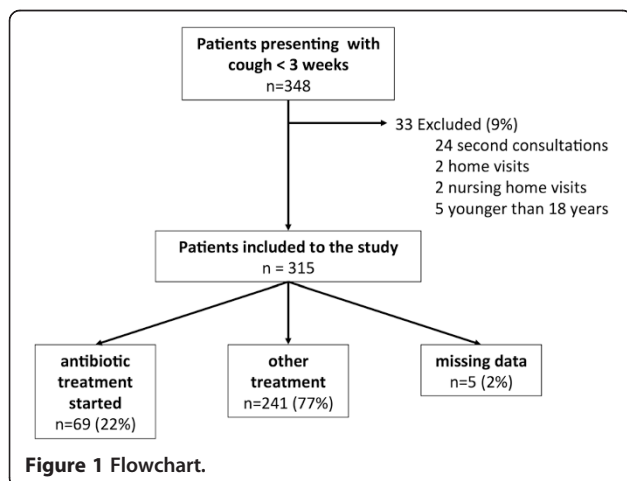 Patients presenting with
cough < 3 weeks
n=348
33 Excluded (9%)
24 second consultations
2 home visits
2 nursing home visits
5 younger than 18 years
Patients included to the study
n = 315
antibiotic
treatment
started
n=69 (22%)
other
treatment
n=241 (77%)
missing data
n=5 (2%)
Figure 1 Flowchart.